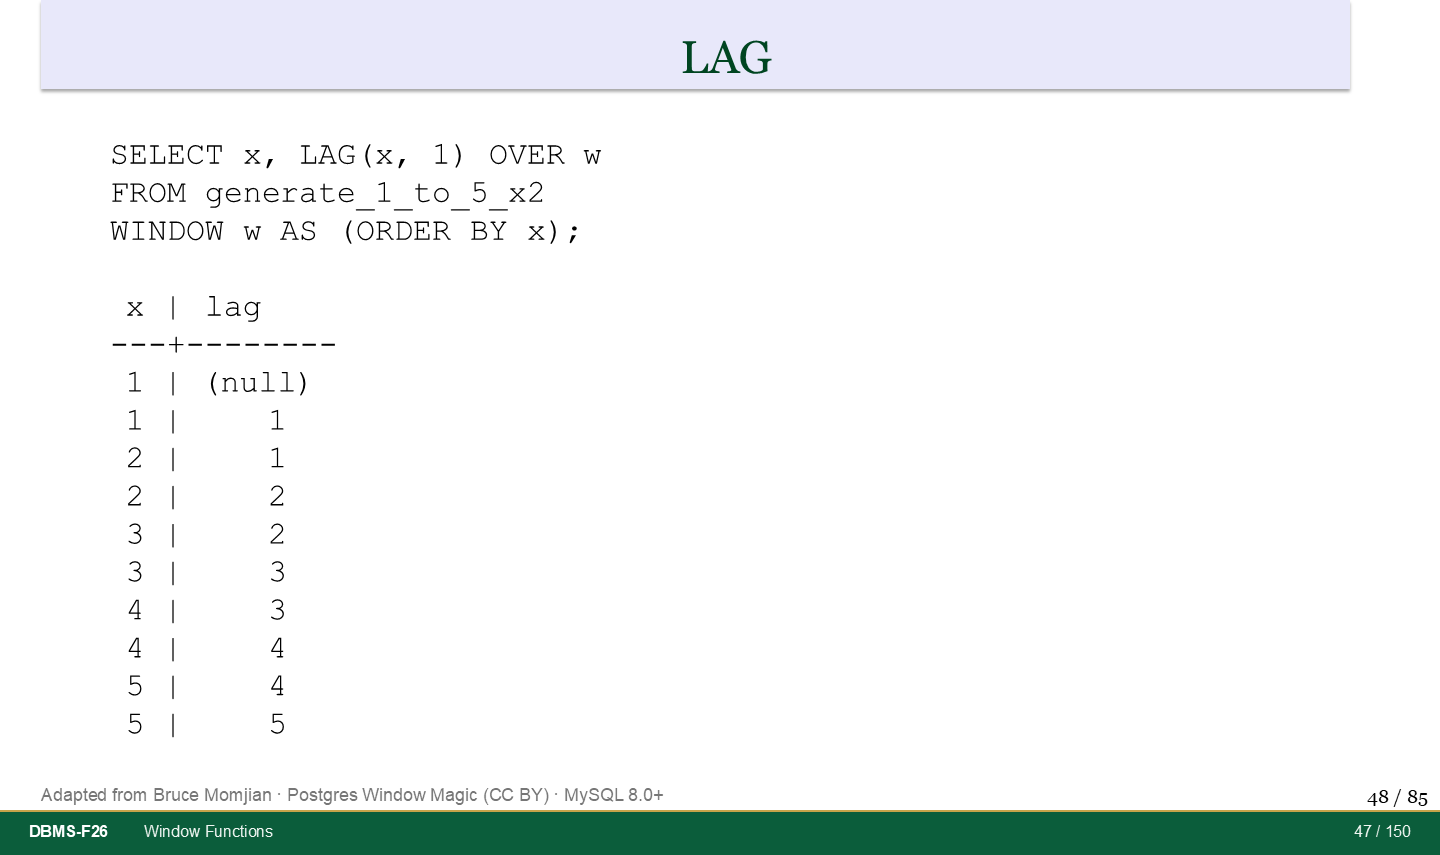 LAG
SELECT x, LAG(x, 1) OVER w
FROM generate_1_to_5_x2
WINDOW w AS (ORDER BY x);
x | lag
---+--------
1 | (null)
1 | 1
2 | 1
2 | 2
3 | 2
3 | 3
4 | 3
4 | 4
5 | 4
5 | 5
Adapted from Bruce Momjian · Postgres Window Magic (CC BY) · MySQL 8.0+
48 / 85
DBMS-F26 Window Functions 47 / 150